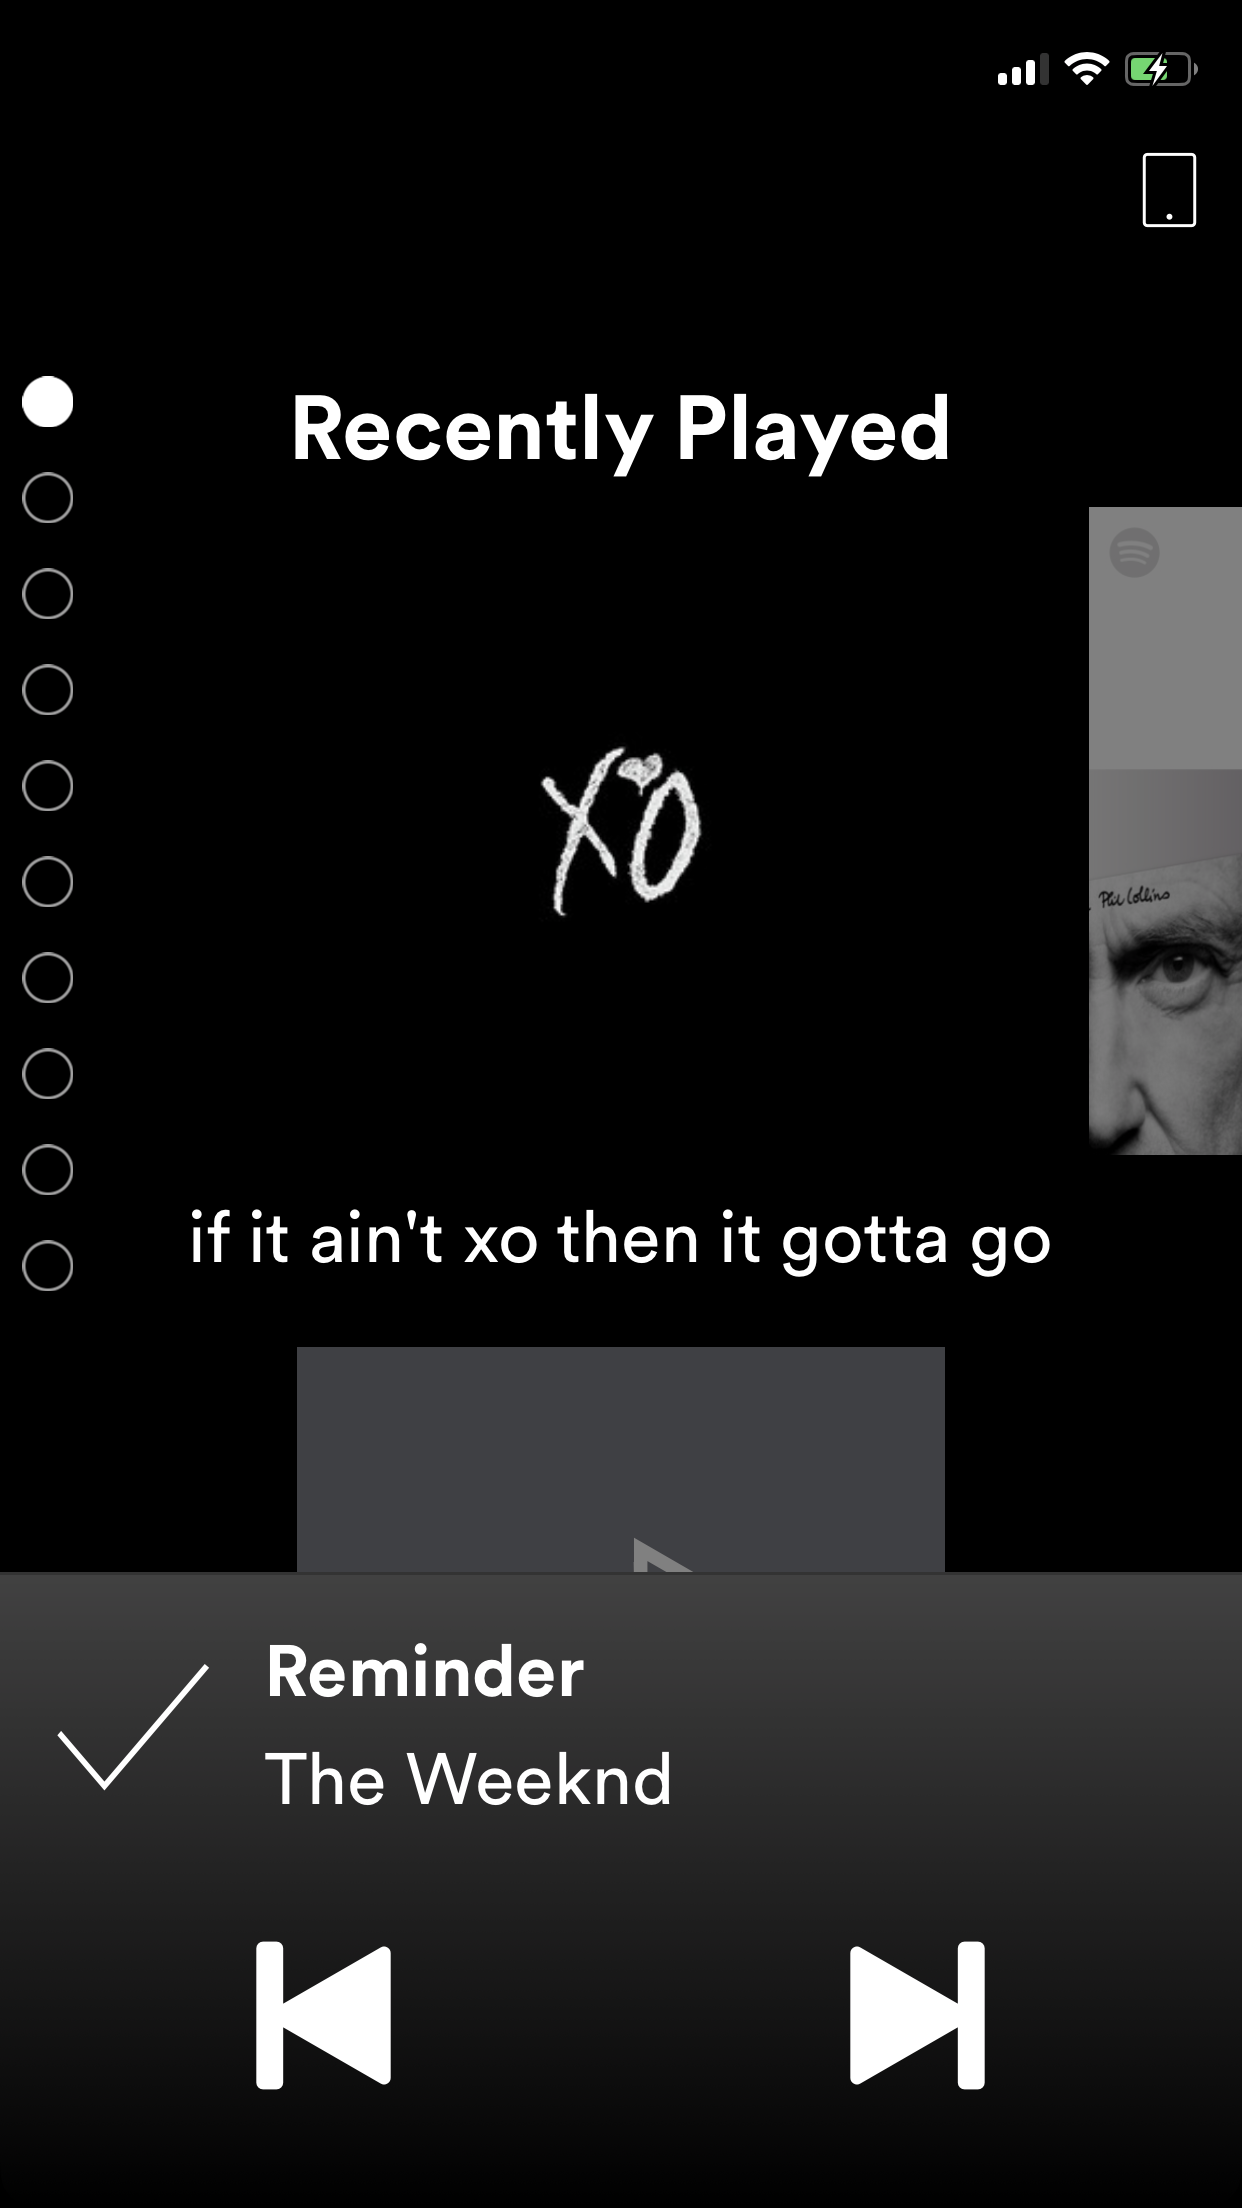 Recently Played
XO
Phil Collins
if it ain't xo then it gotta go
Reminder
The Weeknd